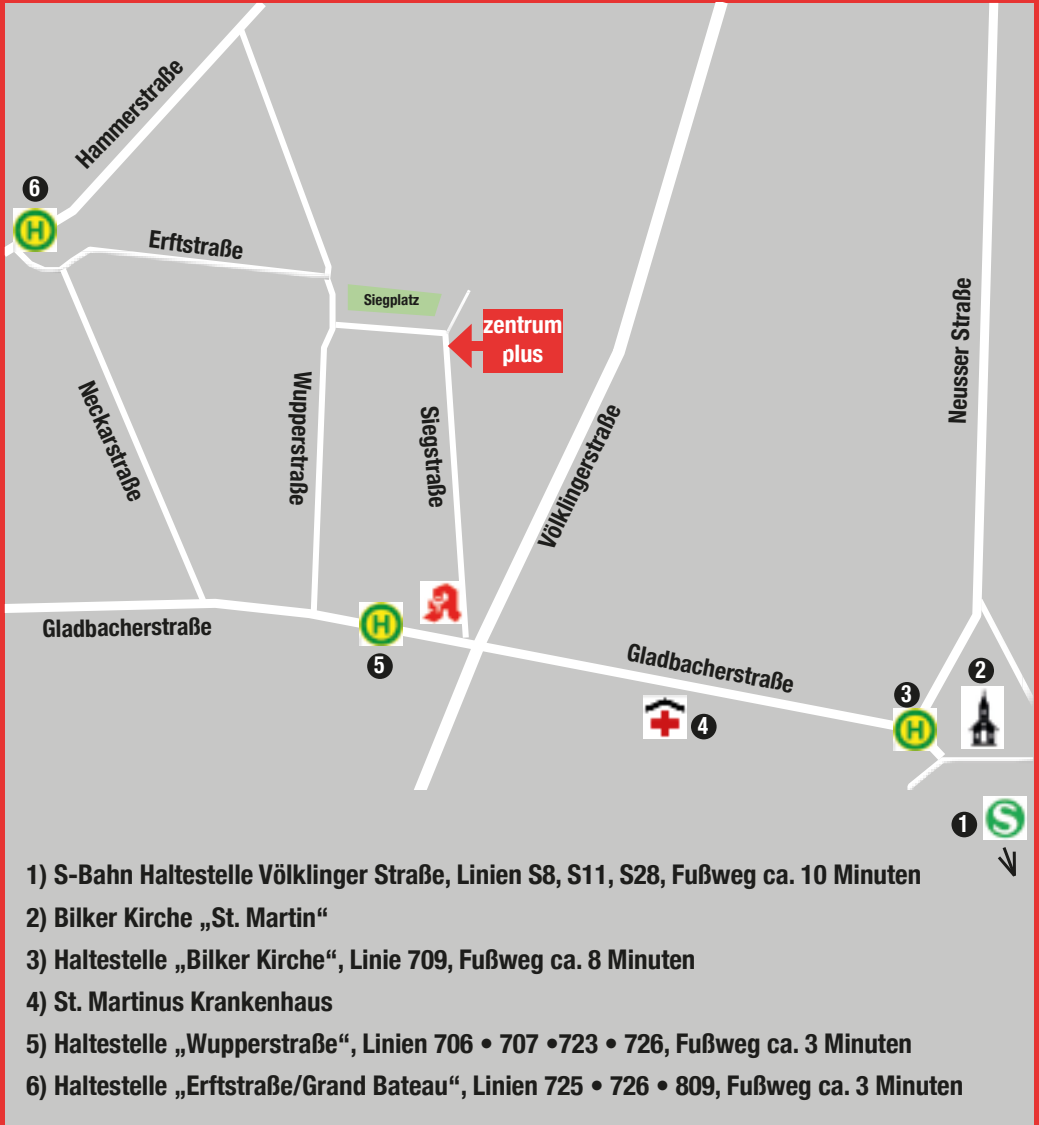 Hammerstraße
6
H
Erftstraße
Siegplatz
zentrum
plus
Neusser Straße
Neckarstraße
Wupperstraße
Siegstraße
Völklingerstraße
H
Gladbacherstraße
5
Gladbacherstraße
2
3
H
4
1
S
1) S-Bahn Haltestelle Völklinger Straße, Linien S8, S11, S28, Fußweg ca. 10 Minuten
2) Bilker Kirche „St. Martin“
3) Haltestelle „Bilker Kirche“, Linie 709, Fußweg ca. 8 Minuten
4) St. Martinus Krankenhaus
5) Haltestelle „Wupperstraße“, Linien 706 • 707 •723 • 726, Fußweg ca. 3 Minuten
6) Haltestelle „Erftstraße/Grand Bateau“, Linien 725 • 726 • 809, Fußweg ca. 3 Minuten